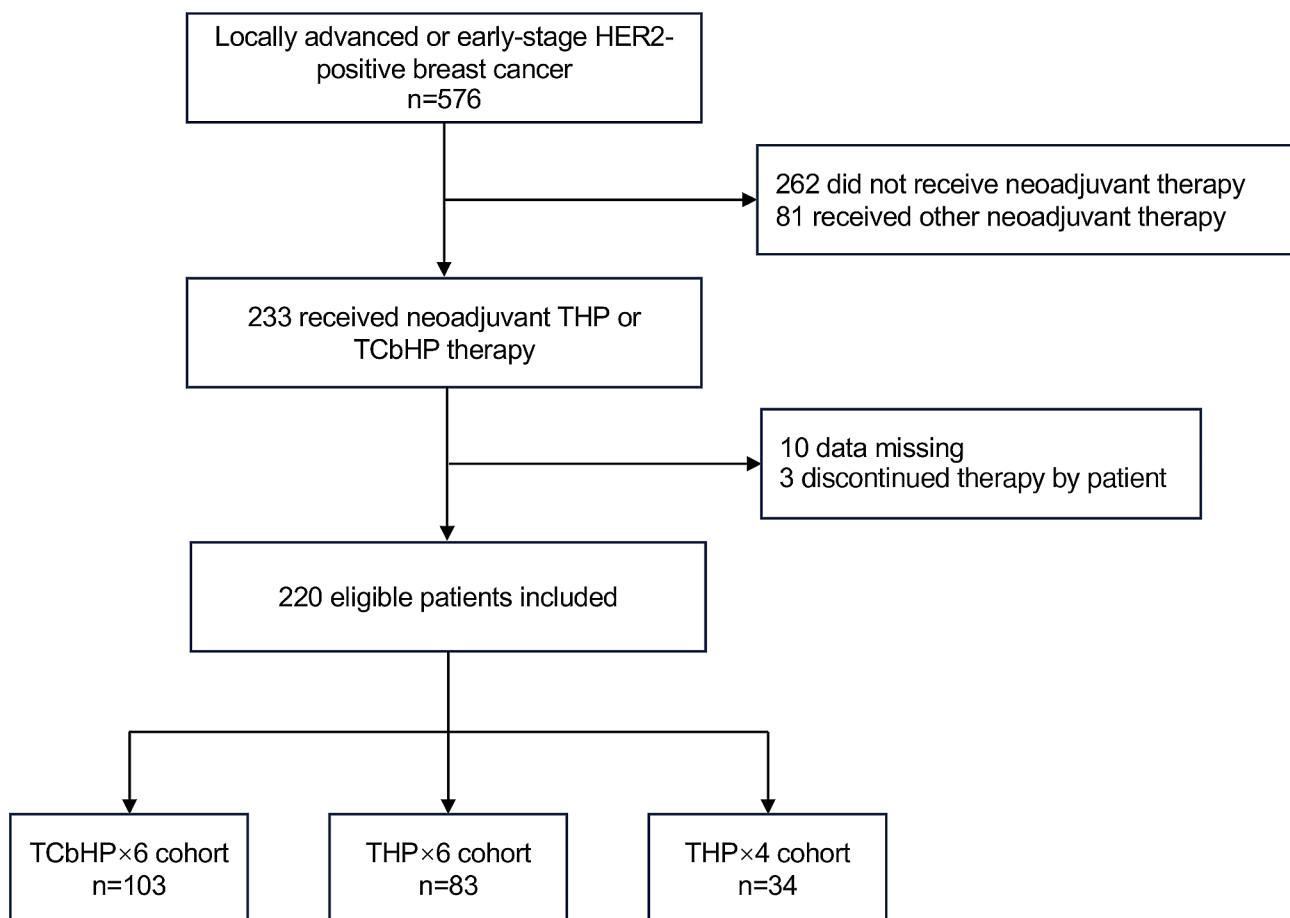 Locally advanced or early-stage HER2-
positive breast cancer
n=576
262 did not receive neoadjuvant therapy
81 received other neoadjuvant therapy
233 received neoadjuvant THP or
TCbHP therapy
10 data missing
3 discontinued therapy by patient
220 eligible patients included
TCbHP×6 cohort
n=103
THP×6 cohort
n=83
THP×4 cohort
n=34